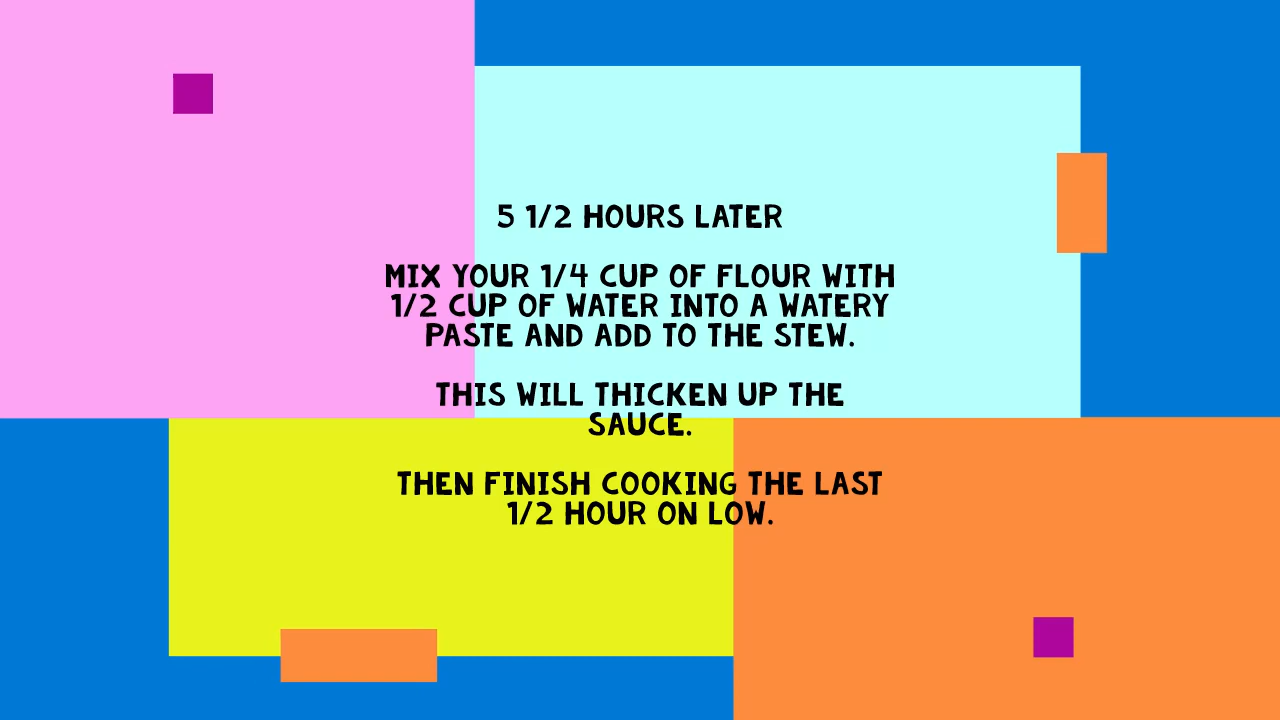 5 1/2 HOURS LATER
MIX YOUR 1/4 CUP OF FLOUR WITH
1/2 CUP OF WATER INTO A WATERY
PASTE AND ADD TO THE STEW.
THIS WILL THICKEN UP THE
SAUCE.
THEN FINISH COOKING THE LAST
1/2 HOUR ON LOW.